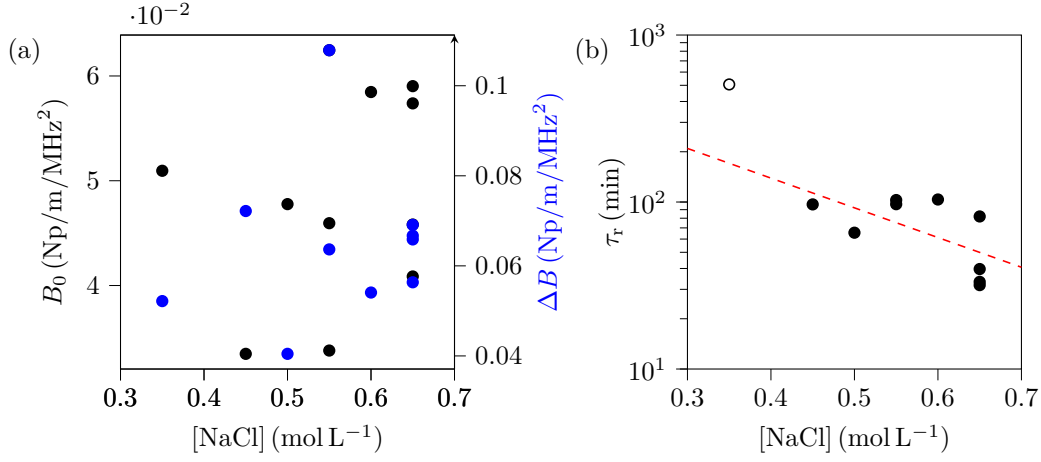 (a)
·10⁻²
6
5
4
B₀ (Np/m/MHz²)
0.1
0.08
0.06
0.04
ΔB (Np/m/MHz²)
0.3 0.4 0.5 0.6 0.7
[NaCl] (mol L⁻¹)
(b)
10³
10²
10¹
τᵣ (min)
0.3 0.4 0.5 0.6 0.7
[NaCl] (mol L⁻¹)